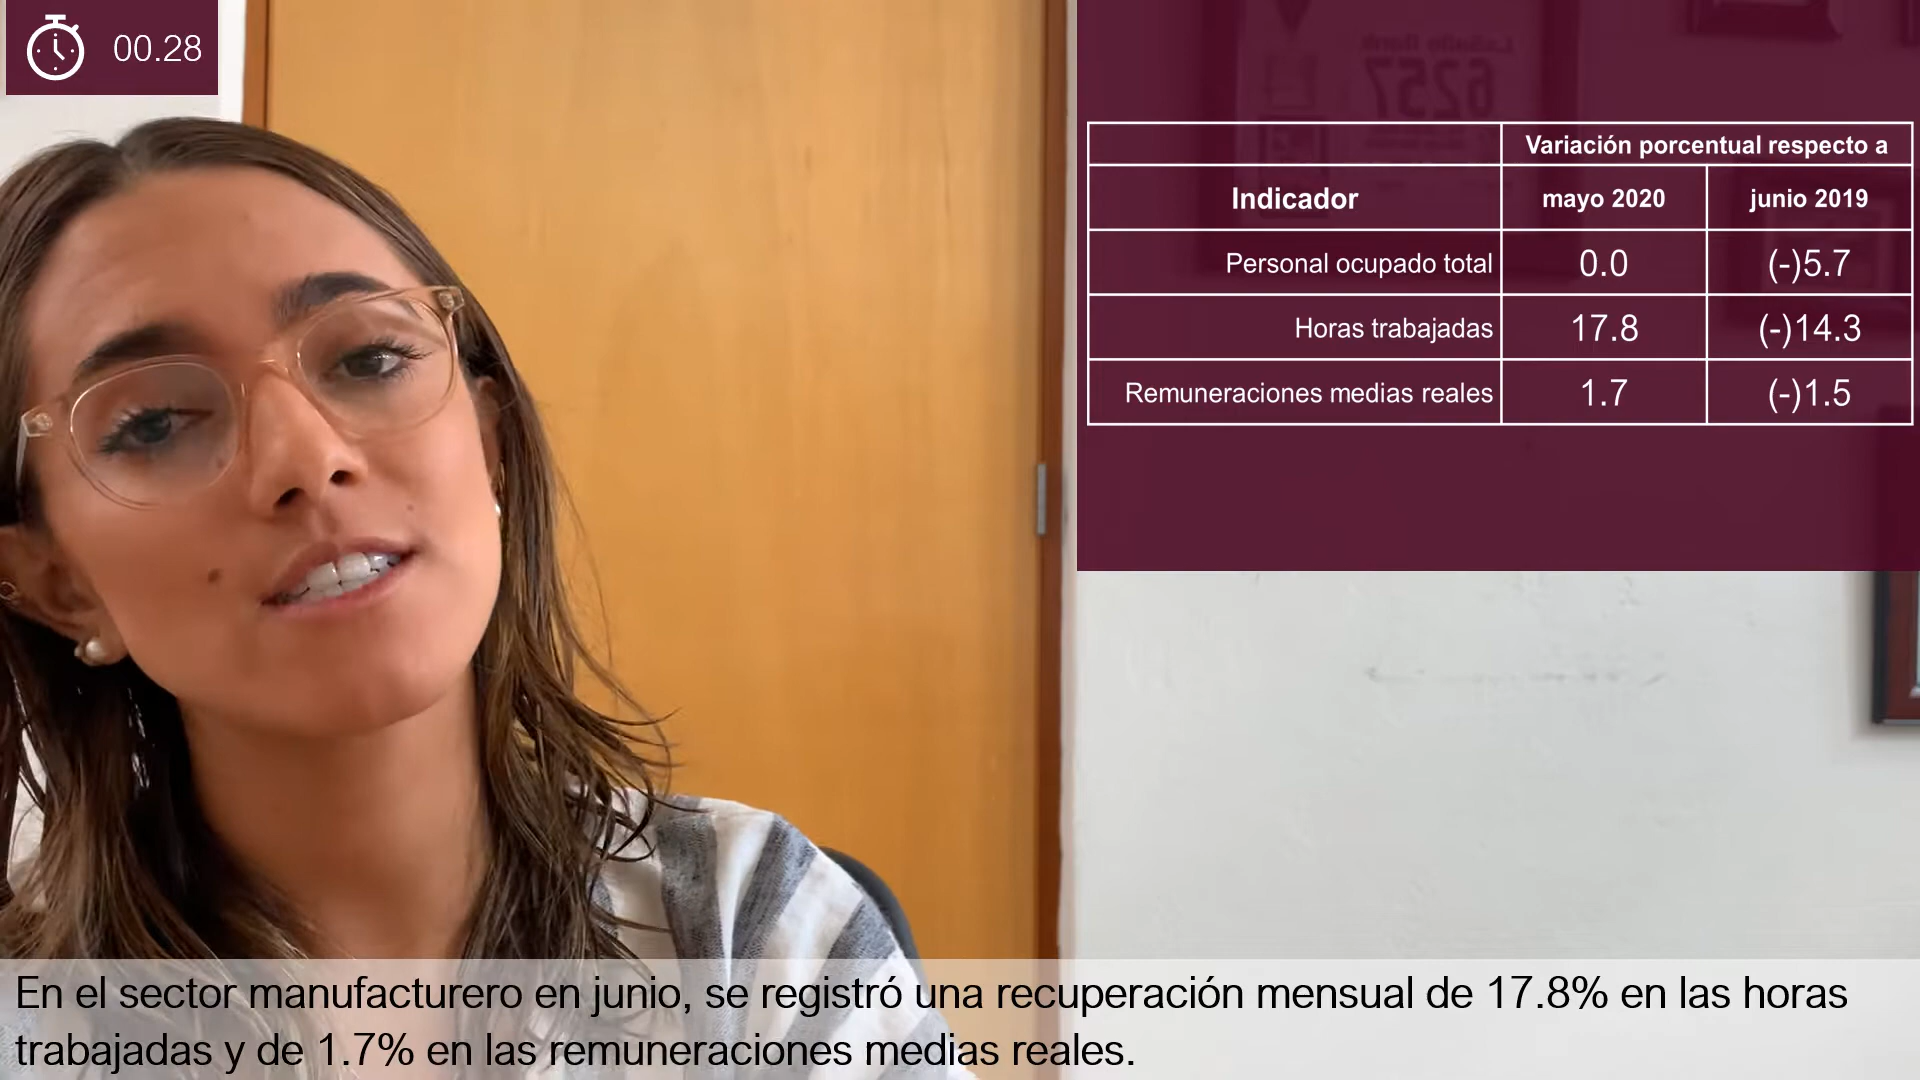 00.28
Variación porcentual respecto a
Indicador mayo 2020 junio 2019
Personal ocupado total 0.0 (-)5.7
Horas trabajadas 17.8 (-)14.3
Remuneraciones medias reales 1.7 (-)1.5
En el sector manufacturero en junio, se registró una recuperación mensual de 17.8% en las horas
trabajadas y de 1.7% en las remuneraciones medias reales.